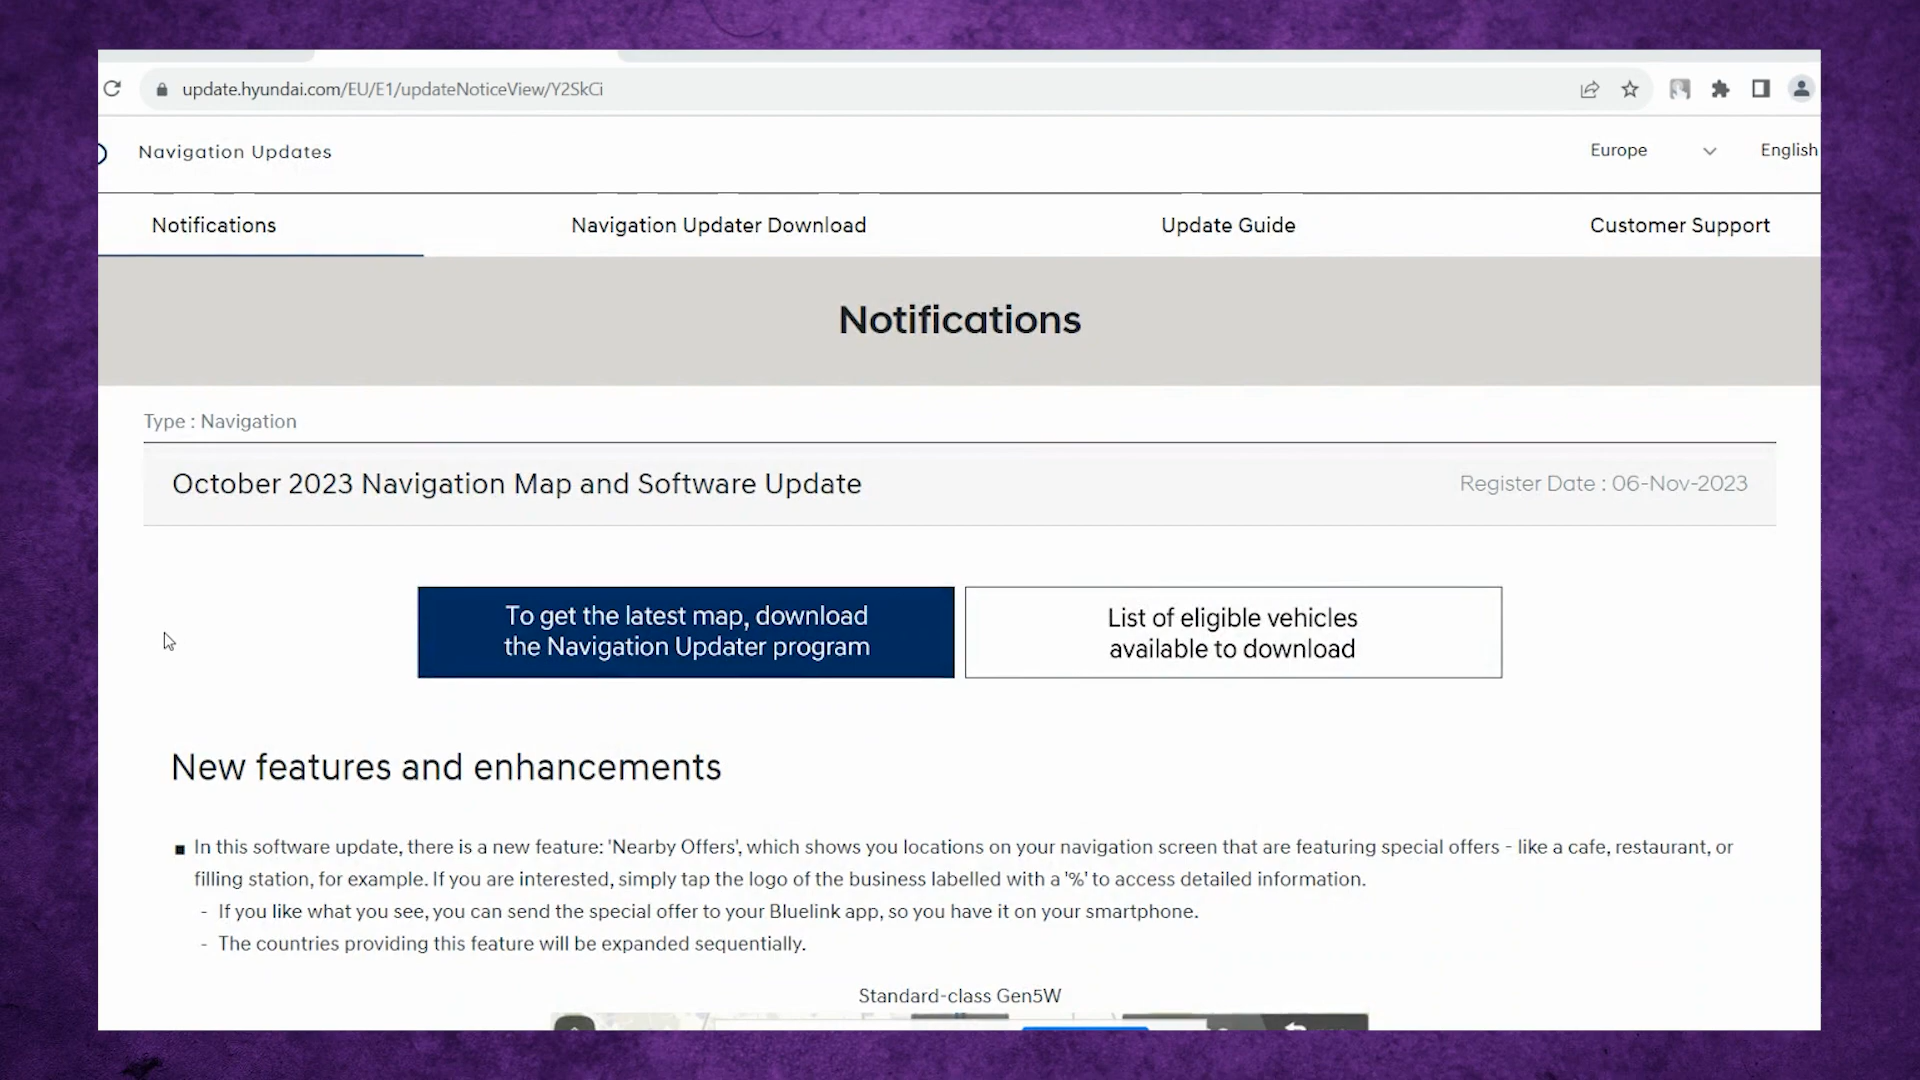 update.hyundai.com/EU/E1/updateNoticeView/Y2SkCi
Navigation Updates
Europe
English
Notifications
Navigation Updater Download
Update Guide
Customer Support
Notifications
Type : Navigation
October 2023 Navigation Map and Software Update
Register Date : 06-Nov-2023
To get the latest map, download
the Navigation Updater program
List of eligible vehicles
available to download
New features and enhancements
■ In this software update, there is a new feature: 'Nearby Offers', which shows you locations on your navigation screen that are featuring special offers - like a cafe, restaurant, or
filling station, for example. If you are interested, simply tap the logo of the business labelled with a '%' to access detailed information.
- If you like what you see, you can send the special offer to your Bluelink app, so you have it on your smartphone.
- The countries providing this feature will be expanded sequentially.
Standard-class Gen5W